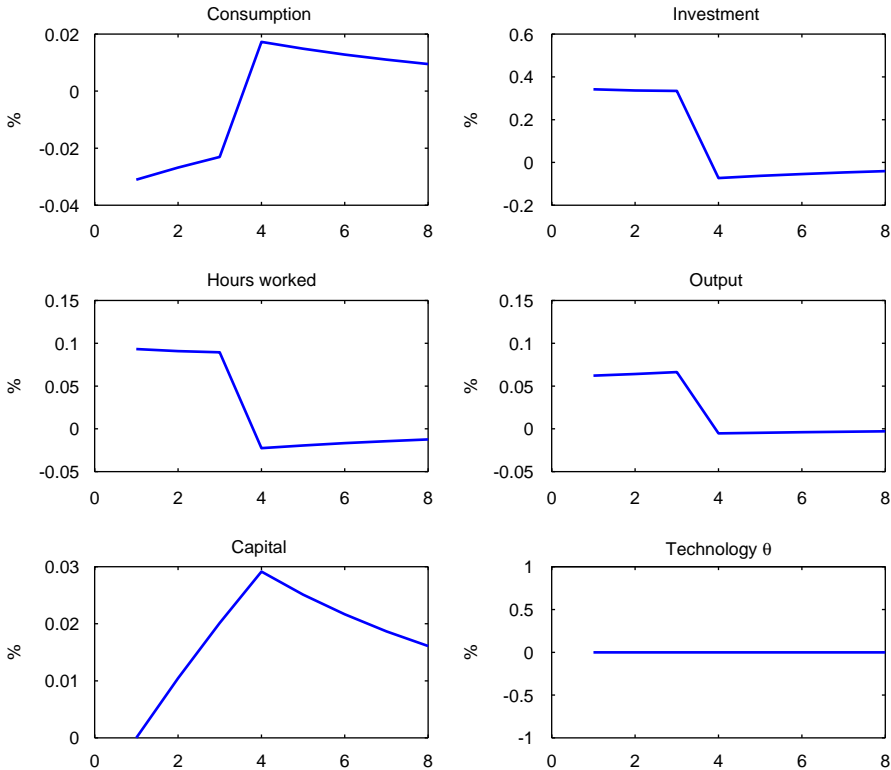 Consumption
0.02
0
-0.02
-0.04
%
0 2 4 6 8
Investment
0.6
0.4
0.2
0
-0.2
%
0 2 4 6 8
Hours worked
0.15
0.1
0.05
0
-0.05
%
0 2 4 6 8
Output
0.15
0.1
0.05
0
-0.05
%
0 2 4 6 8
Capital
0.03
0.02
0.01
0
%
0 2 4 6 8
Technology θ
1
0.5
0
-0.5
-1
%
0 2 4 6 8